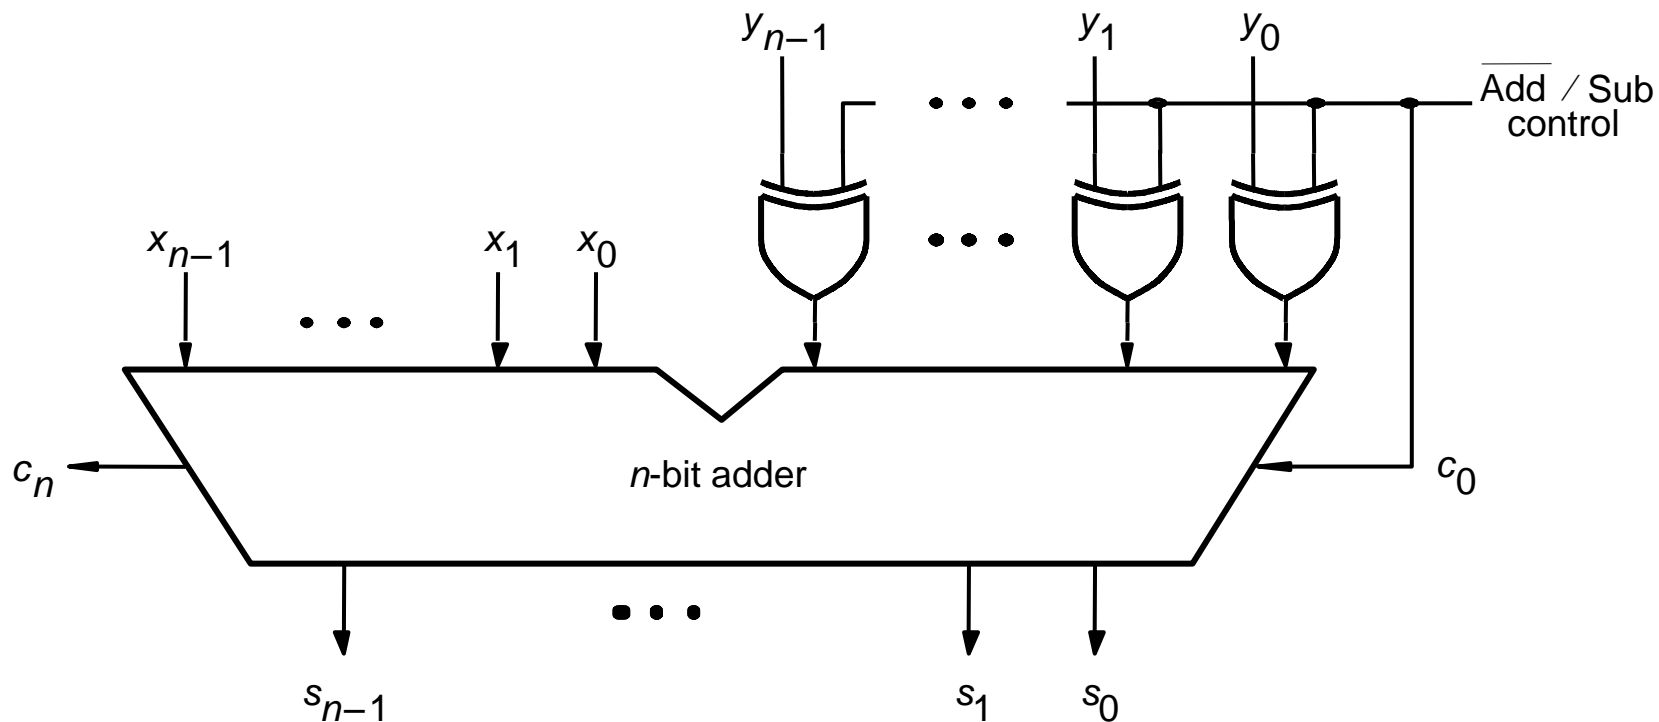 y_{n–1} y_1 y_0
\overline{Add} / Sub
control
x_{n–1} x_1 x_0
c_n n-bit adder c_0
s_{n–1} s_1 s_0